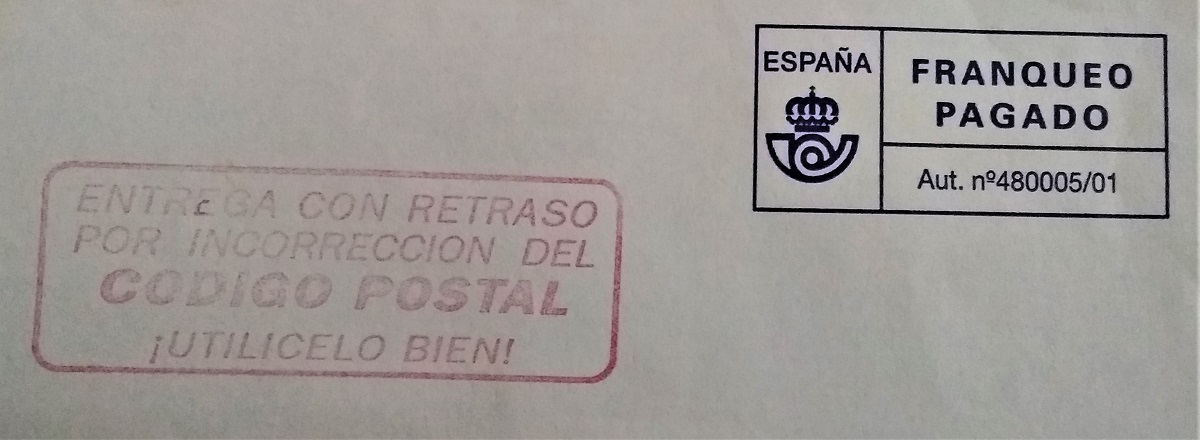 ESPAÑA
FRANQUEO
PAGADO
Aut. nº480005/01
ENTREGA CON RETRASO
POR INCORRECCION DEL
CODIGO POSTAL
¡UTILICELO BIEN!